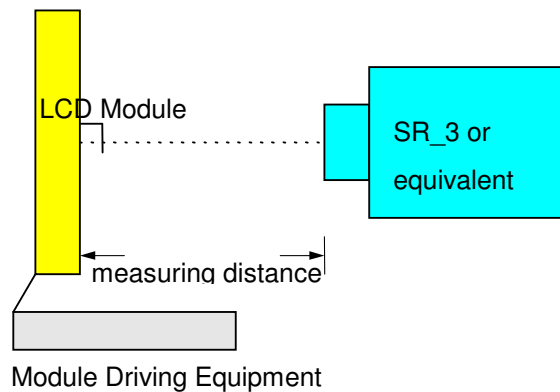 LCD Module
SR_3 or
equivalent
measuring distance
Module Driving Equipment